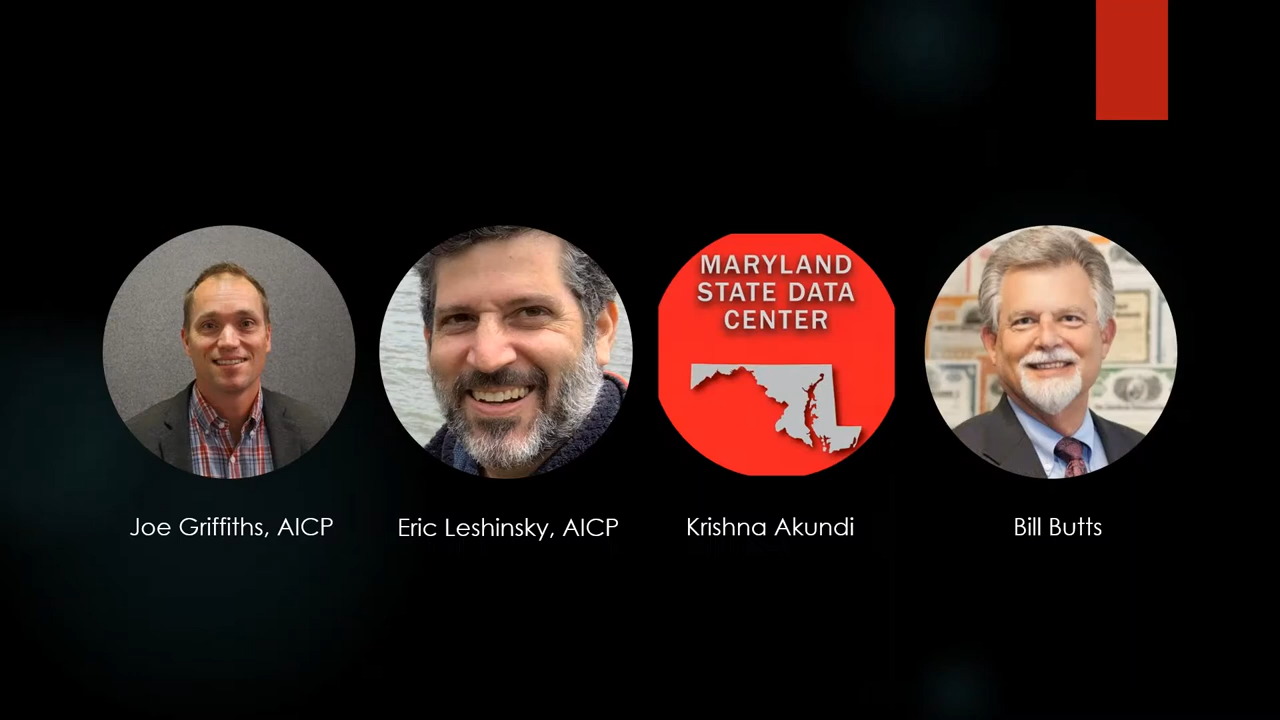 MARYLAND
STATE DATA
CENTER
Joe Griffiths, AICP
Eric Leshinsky, AICP
Krishna Akundi
Bill Butts